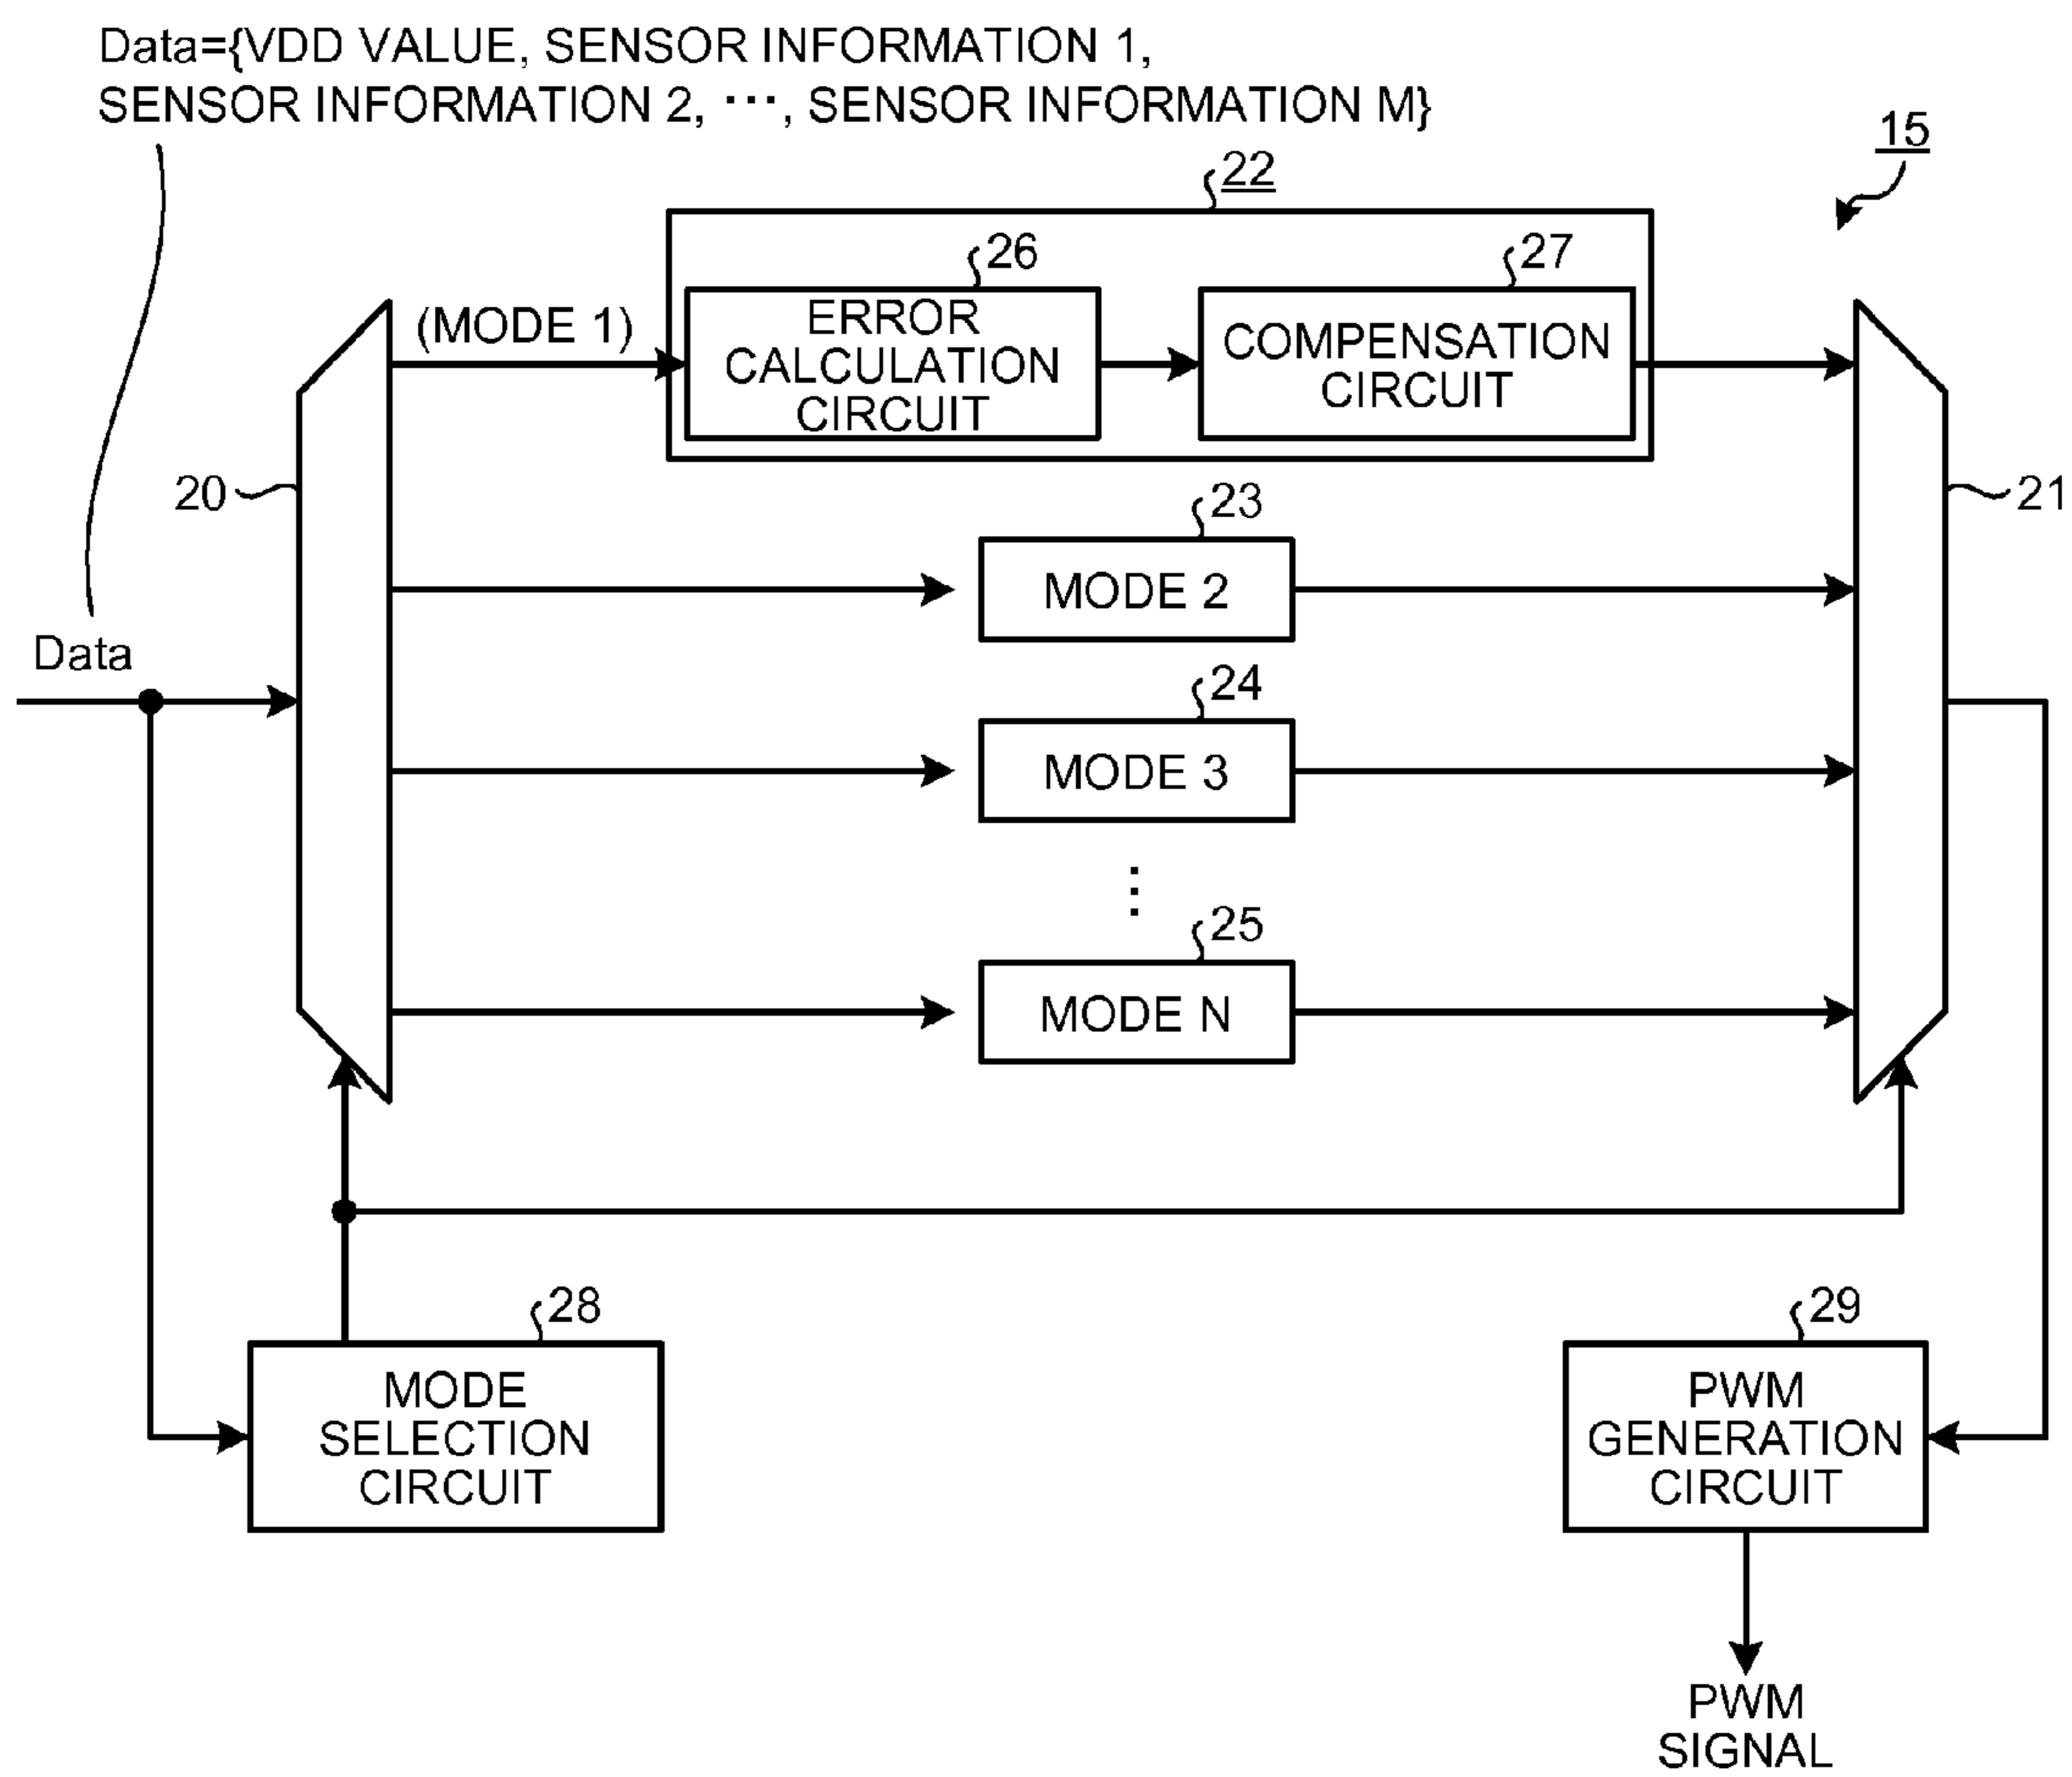 Data={VDD VALUE, SENSOR INFORMATION 1,
SENSOR INFORMATION 2, ···, SENSOR INFORMATION M}
15
22
26
27
(MODE 1)
ERROR
CALCULATION
CIRCUIT
COMPENSATION
CIRCUIT
20
21
23
MODE 2
Data
24
MODE 3
⋮
25
MODE N
28
MODE
SELECTION
CIRCUIT
29
PWM
GENERATION
CIRCUIT
PWM
SIGNAL